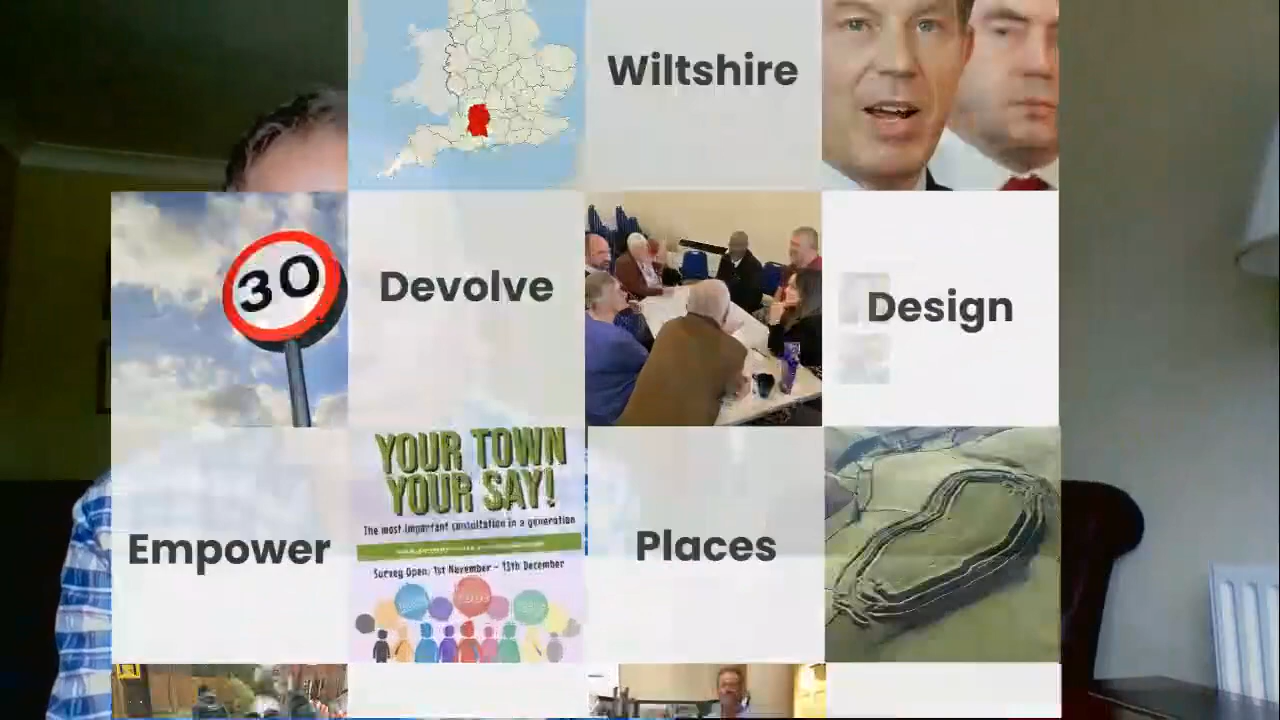 Wiltshire
30
Devolve
Design
YOUR TOWN
YOUR SAY!
The most important consultation in a generation
Survey Open: 1st November - 13th December
Empower
Places